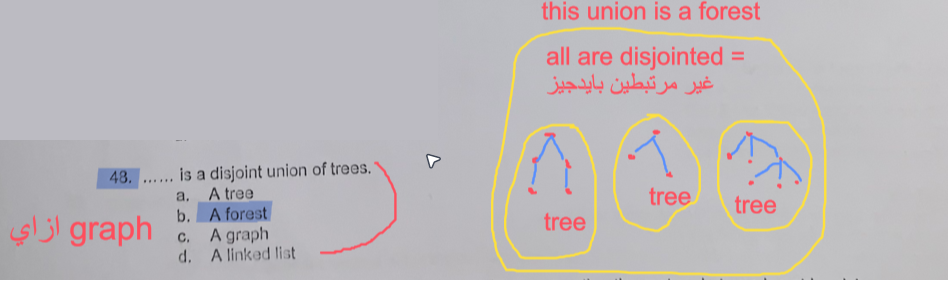 this union is a forest
all are disjointed =
غير مرتبطين بايدجيز
tree
tree
tree
48. ...... is a disjoint union of trees.
a. A tree
b. A forest
c. A graph
d. A linked list
ازاي graph